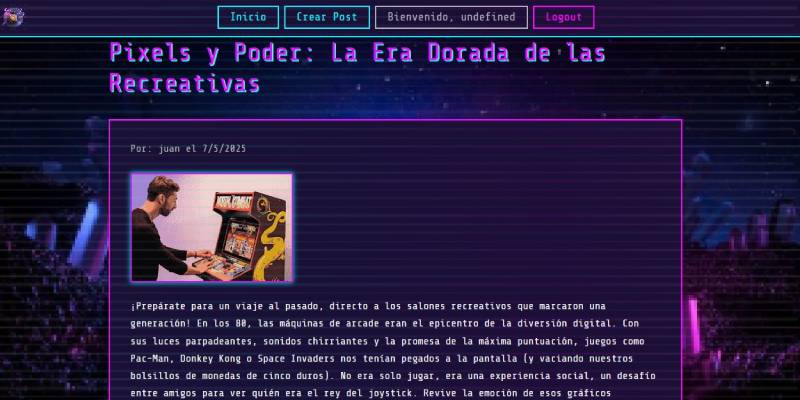 Inicio
Crear Post
Bienvenido, undefined
Logout
Pixels y Poder: La Era Dorada de las
Recreativas
Por: juan el 7/5/2025
MORTAL KOMBAT
¡Prepárate para un viaje al pasado, directo a los salones recreativos que marcaron una
generación! En los 80, las máquinas de arcade eran el epicentro de la diversión digital. Con
sus luces parpadeantes, sonidos chirriantes y la promesa de la máxima puntuación, juegos como
Pac-Man, Donkey Kong o Space Invaders nos tenían pegados a la pantalla (y vaciando nuestros
bolsillos de monedas de cinco duros). No era solo jugar, era una experiencia social, un desafío
entre amigos para ver quién era el rey del joystick. Revive la emoción de esos gráficos